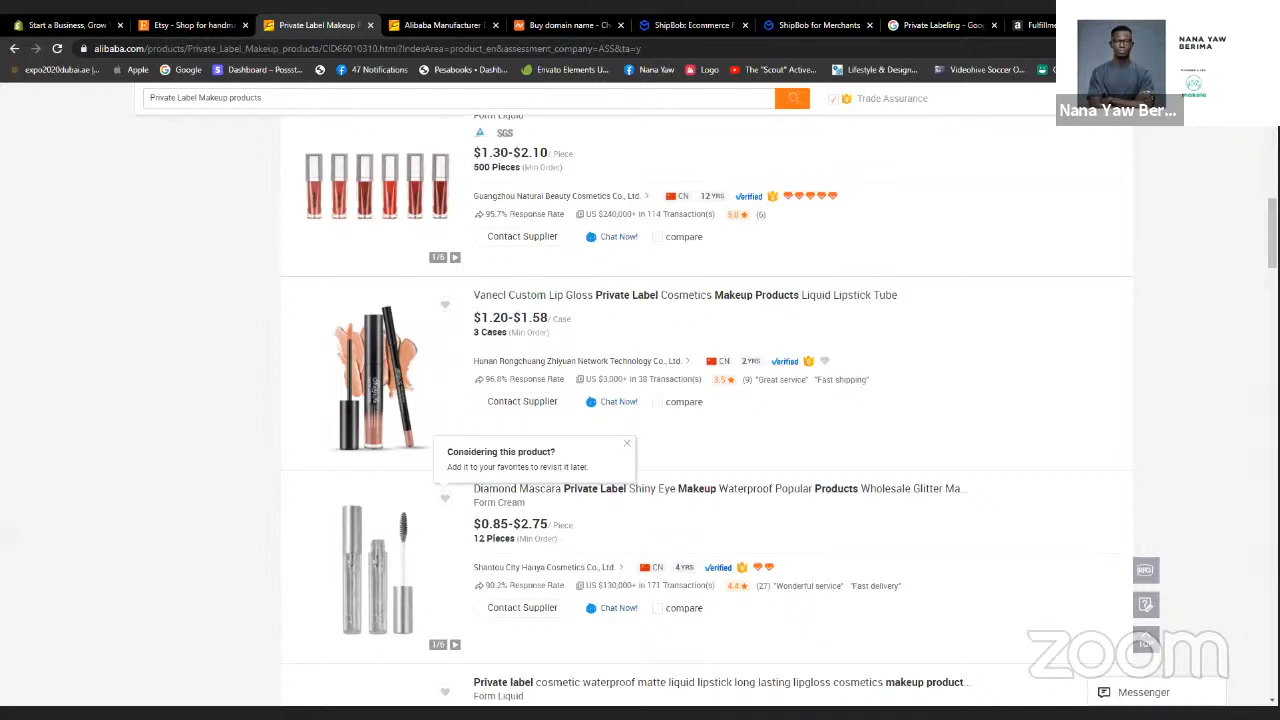 Start a Business, Grow
Etsy - Shop for handmade
Private Label Makeup P
Alibaba Manufacturer D
Buy domain name - Che
ShipBob: Ecommerce F
ShipBob for Merchants
Private Labeling - Goog
Fulfillm
alibaba.com/products/Private_Label_Makeup_products/CID66010310.html?indexArea=product_en&assessment_company=ASS&ta=y
expo2020dubai.ae |...
Apple
Google
Dashboard – Possst...
47 Notifications
Pesabooks – Dashb...
Envato Elements U...
Nana Yaw
Logo
The "Scout" Active...
Lifestyle & Design...
Videohive Soccer O...
NANA YAW
BERIMA
makola
Nana Yaw Ber...
Private Label Makeup products
Trade Assurance
Form Liquid
SGS
$1.30-$2.10/ Piece
500 Pieces (Min Order)
Guangzhou Natural Beauty Cosmetics Co., Ltd. >
CN 12 YRS Verified
95.7% Response Rate US $240,000+ in 114 Transaction(s) 5.0 (6)
Contact Supplier Chat Now! compare
1/6
Vanecl Custom Lip Gloss Private Label Cosmetics Makeup Products Liquid Lipstick Tube
$1.20-$1.58/ Case
3 Cases (Min Order)
Hunan Rongchuang Zhiyuan Network Technology Co., Ltd. >
CN 2 YRS Verified
96.8% Response Rate US $3,000+ in 38 Transaction(s) 3.5 (9) "Great service" "Fast shipping"
Contact Supplier Chat Now! compare
Considering this product?
Add it to your favorites to revisit it later.
Diamond Mascara Private Label Shiny Eye Makeup Waterproof Popular Products Wholesale Glitter Ma...
Form Cream
$0.85-$2.75/ Piece
12 Pieces (Min Order)
Shantou City Hanya Cosmetics Co., Ltd. >
CN 4 YRS Verified
90.2% Response Rate US $130,000+ in 171 Transaction(s) 4.4 (27) "Wonderful service" "Fast delivery"
Contact Supplier Chat Now! compare
1/6
RFQ
TOP
zoom
Private label cosmetic waterproof matte liquid lipstick long lasting lipgloss cosmetics makeup product...
Form Liquid
Messenger